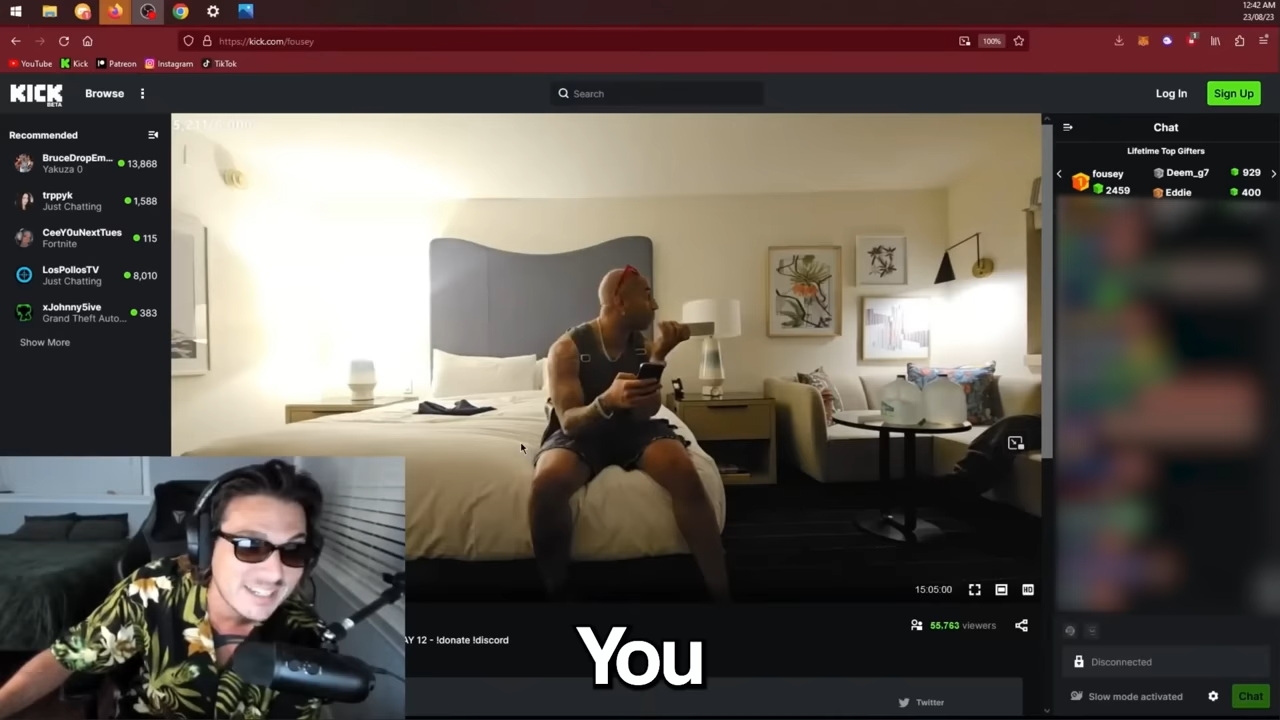 12:42 AM
23/08/23
https://kick.com/fousey
100%
1
YouTube Kick Patreon Instagram TikTok
KICK
BETA
Browse
Search
Log In
Sign Up
Recommended
BruceDropEm... 13,868
Yakuza 0
trppyk 1,588
Just Chatting
CeeY0uNextTues 115
Fortnite
LosPollosTV 8,010
Just Chatting
xJohnny5ive 383
Grand Theft Auto...
Show More
Chat
Lifetime Top Gifters
fousey
2459
Deem_g7 929
Eddie 400
15:05:00
HD
AY 12 - !donate !discord
55.763 viewers
You
Twitter
Disconnected
Slow mode activated
Chat